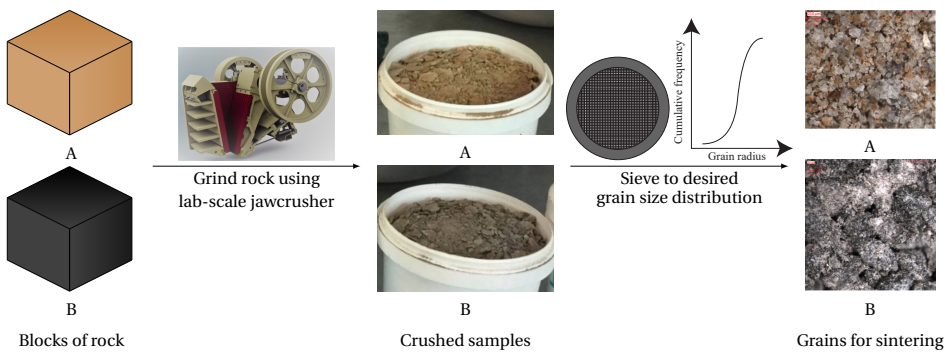 A
B
Blocks of rock
Grind rock using
lab-scale jawcrusher
A
B
Crushed samples
Cumulative frequency
Grain radius
Sieve to desired
grain size distribution
A
B
Grains for sintering